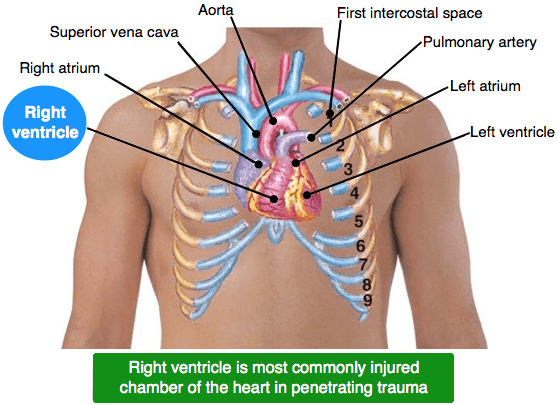 Aorta
First intercostal space
Superior vena cava
Pulmonary artery
Right atrium
Left atrium
Right
ventricle
Left ventricle
2
3
4
5
6
7
8
9
Right ventricle is most commonly injured
chamber of the heart in penetrating trauma